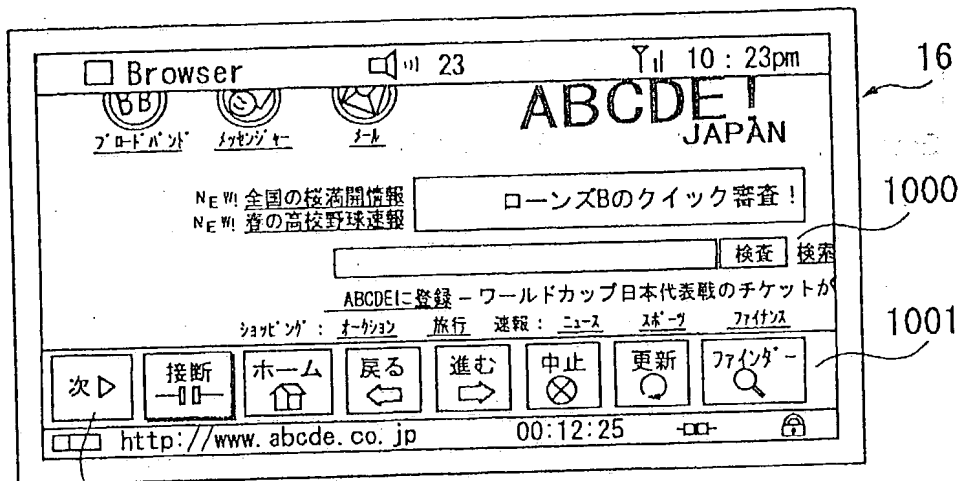 Browser 23 10:23pm
16
BB
ABCDE!
JAPAN
ブロードバンド メッセンジャー メール
NEW! 全国の桜満開情報
NEW! 春の高校野球速報
ローンズBのクイック審査!
1000
検査 検索
ABCDEに登録 – ワールドカップ日本代表戦のチケットが
ショッピング: オークション 旅行 速報: ニュース スポーツ ファイナンス
1001
次 接断 ホーム 戻る 進む 中止 更新 ファインダー
http://www.abcde.co.jp 00:12:25